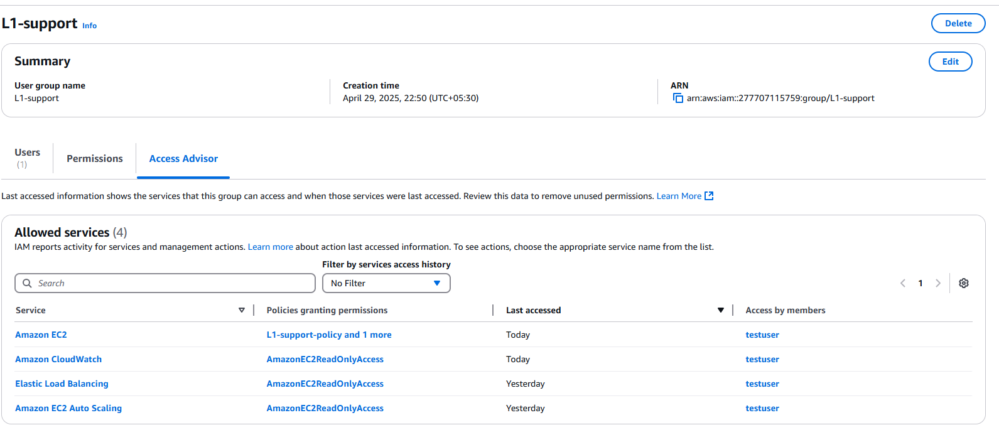 L1-support Info
Delete
Summary
Edit
User group name
L1-support
Creation time
April 29, 2025, 22:50 (UTC+05:30)
ARN
arn:aws:iam::277707115759:group/L1-support
Users
(1)
Permissions
Access Advisor
Last accessed information shows the services that this group can access and when those services were last accessed. Review this data to remove unused permissions. Learn More
Allowed services (4)
IAM reports activity for services and management actions. Learn more about action last accessed information. To see actions, choose the appropriate service name from the list.
Filter by services access history
Search
No Filter
1
Service Policies granting permissions Last accessed Access by members
Amazon EC2 L1-support-policy and 1 more Today testuser
Amazon CloudWatch AmazonEC2ReadOnlyAccess Today testuser
Elastic Load Balancing AmazonEC2ReadOnlyAccess Yesterday testuser
Amazon EC2 Auto Scaling AmazonEC2ReadOnlyAccess Yesterday testuser